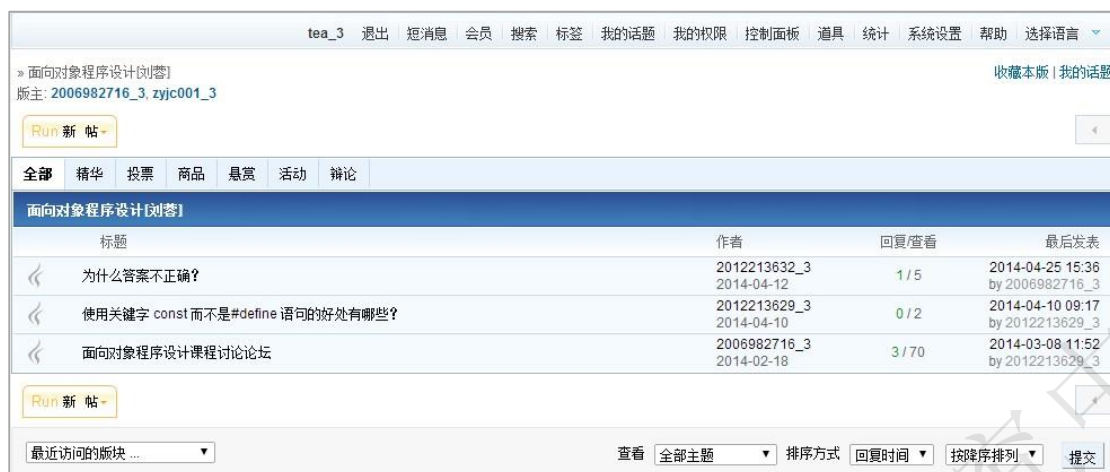 tea_3 退出 短消息 会员 搜索 标签 我的话题 我的权限 控制面板 道具 统计 系统设置 帮助 选择语言
» 面向对象程序设计[刘蓉] 收藏本版 | 我的话题
版主: 2006982716_3, zyjc001_3
Run 新 帖
全部 精华 投票 商品 悬赏 活动 辩论
面向对象程序设计[刘蓉]
标题 作者 回复/查看 最后发表
为什么答案不正确? 2012213632_3 1 / 5 2014-04-25 15:36
2014-04-12 by 2006982716_3
使用关键字 const 而不是#define 语句的好处有哪些? 2012213629_3 0 / 2 2014-04-10 09:17
2014-04-10 by 2012213629_3
面向对象程序设计课程讨论论坛 2006982716_3 3 / 70 2014-03-08 11:52
2014-02-18 by 2012213629_3
Run 新 帖
最近访问的版块 ... 查看 全部主题 排序方式 回复时间 按降序排列 提交